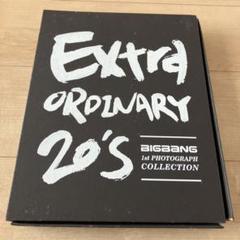 Extra
ORDINARY
20'S
BIGBANG
1st PHOTOGRAPH
COLLECTION